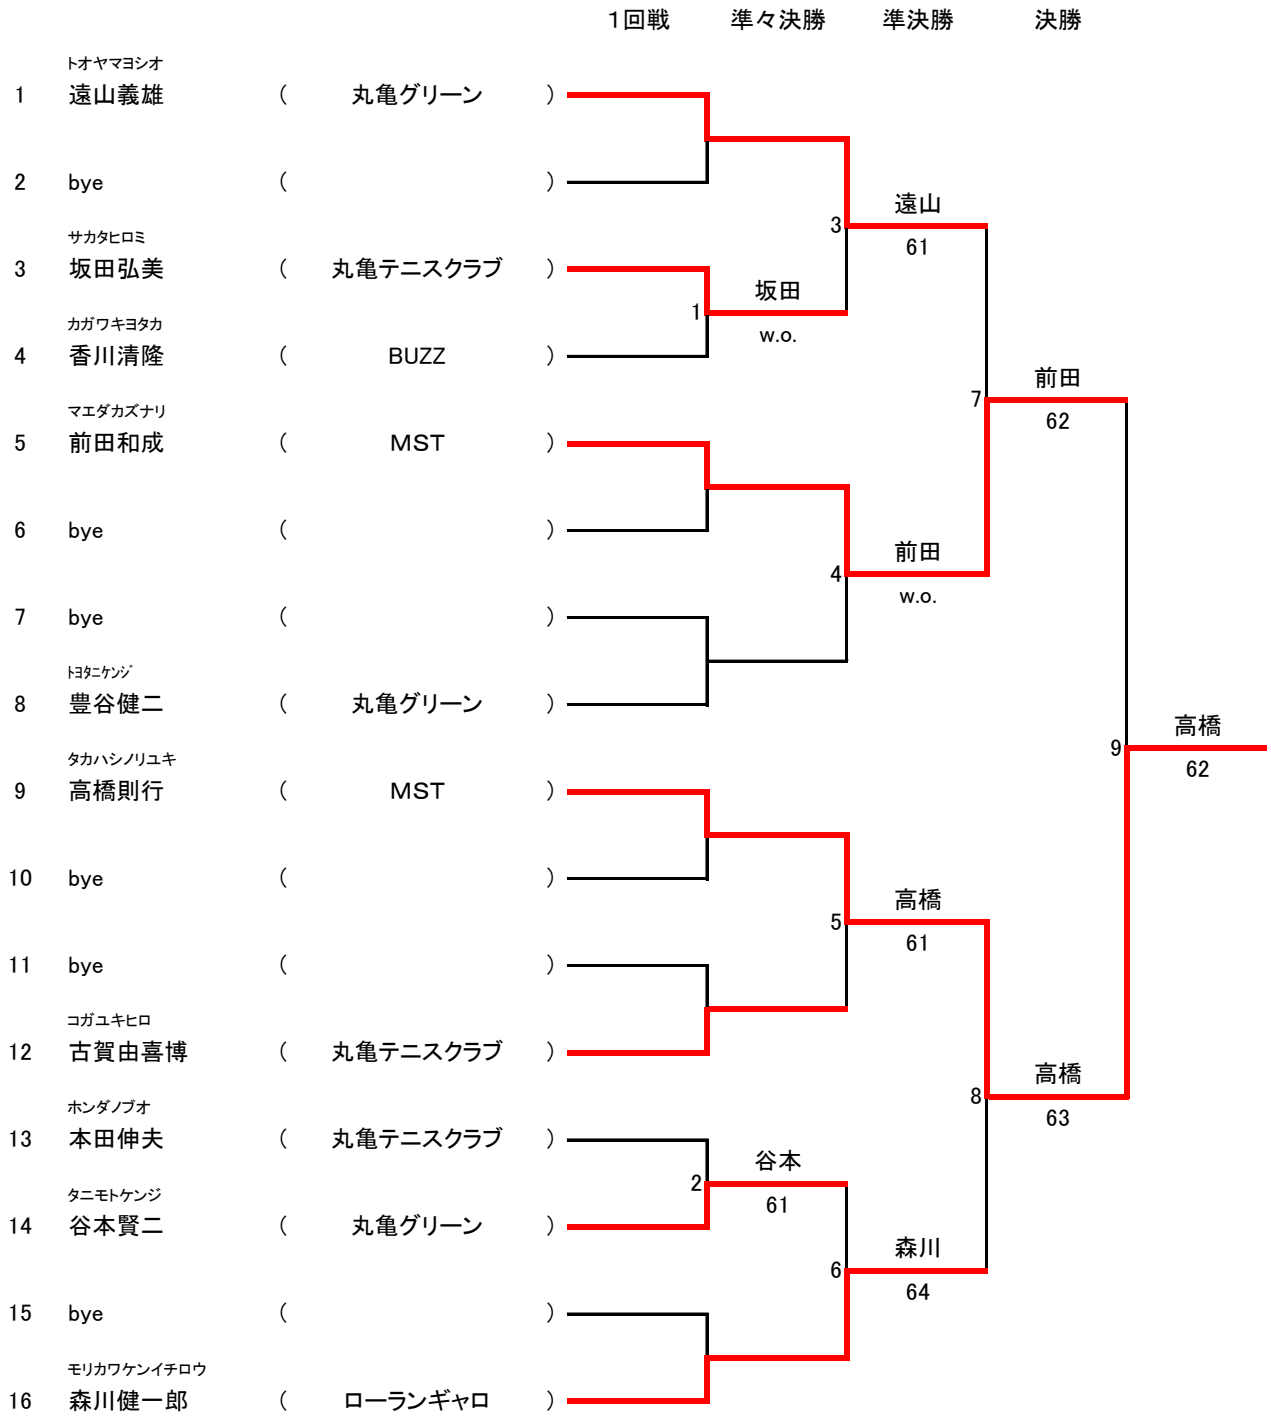 1回戦 準々決勝 準決勝 決勝
トオヤマヨシオ
1 遠山義雄 ( 丸亀グリーン )
2 bye ( )
遠山
3
61
サカタヒロミ
3 坂田弘美 ( 丸亀テニスクラブ )
坂田
1
w.o.
カガワキヨタカ
4 香川清隆 ( BUZZ )
前田
7
62
マエダカズナリ
5 前田和成 ( MST )
6 bye ( )
前田
4
w.o.
7 bye ( )
トヨタニケンジ
8 豊谷健二 ( 丸亀グリーン )
高橋
9
62
タカハシノリユキ
9 高橋則行 ( MST )
10 bye ( )
高橋
5
61
11 bye ( )
コガユキヒロ
12 古賀由喜博 ( 丸亀テニスクラブ )
高橋
8
63
ホンダノブオ
13 本田伸夫 ( 丸亀テニスクラブ )
谷本
2
61
タニモトケンジ
14 谷本賢二 ( 丸亀グリーン )
森川
6
64
15 bye ( )
モリカワケンイチロウ
16 森川健一郎 ( ローランギャロ )